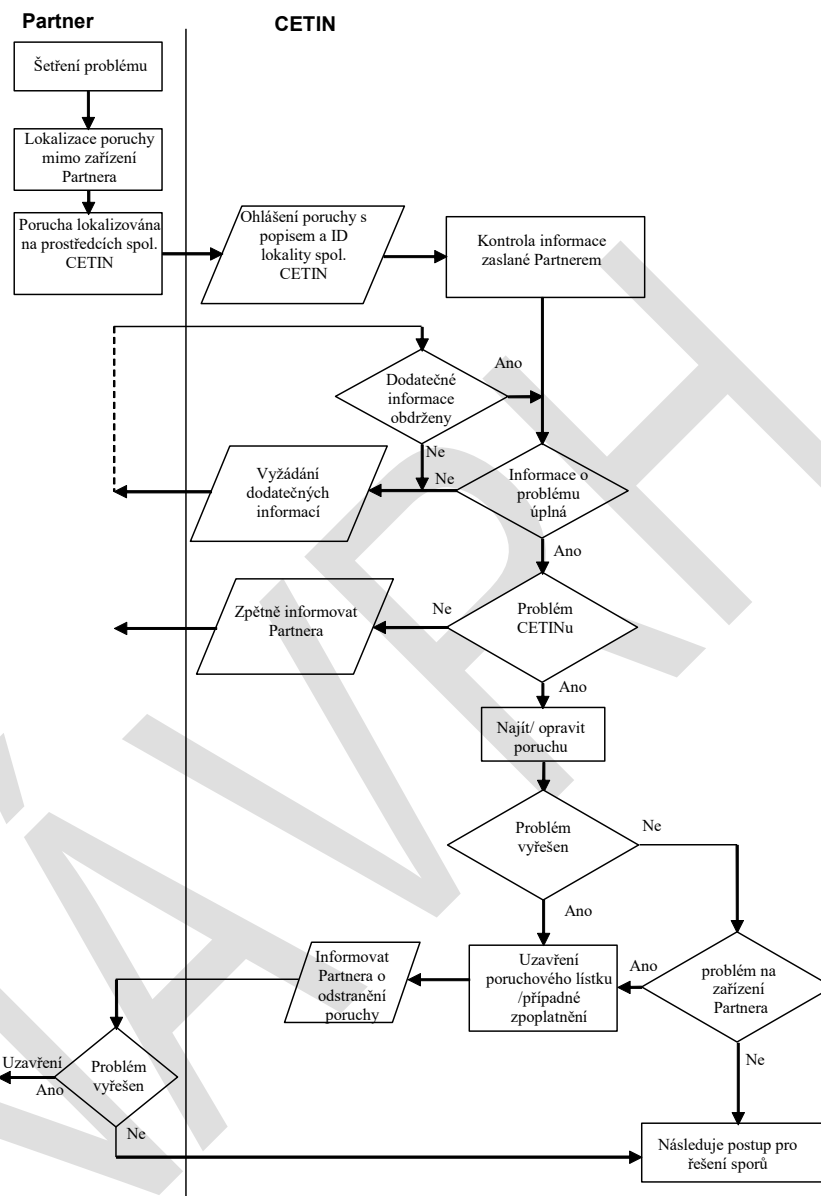 Partner
CETIN
Šetření problému
Lokalizace poruchy
mimo zařízení
Partnera
Porucha lokalizována
na prostředcích spol.
CETIN
Ohlášení poruchy s
popisem a ID
lokality spol.
CETIN
Kontrola informace
zaslané Partnerem
Dodatečné
informace
obdrženy
Ano
Ne
Vyžádání
dodatečných
informací
Ne
Informace o
problému
úplná
Ano
Zpětně informovat
Partnera
Ne
Problém
CETINu
Ano
Najít/ opravit
poruchu
Problém
vyřešen
Ne
Ano
Informovat
Partnera o
odstranění
poruchy
Uzavření
poruchového lístku
/případné
zpoplatnění
Ano
problém na
zařízení
Partnera
Ne
Uzavření
Ano
Problém
vyřešen
Ne
Následuje postup pro
řešení sporů
NÁVRH